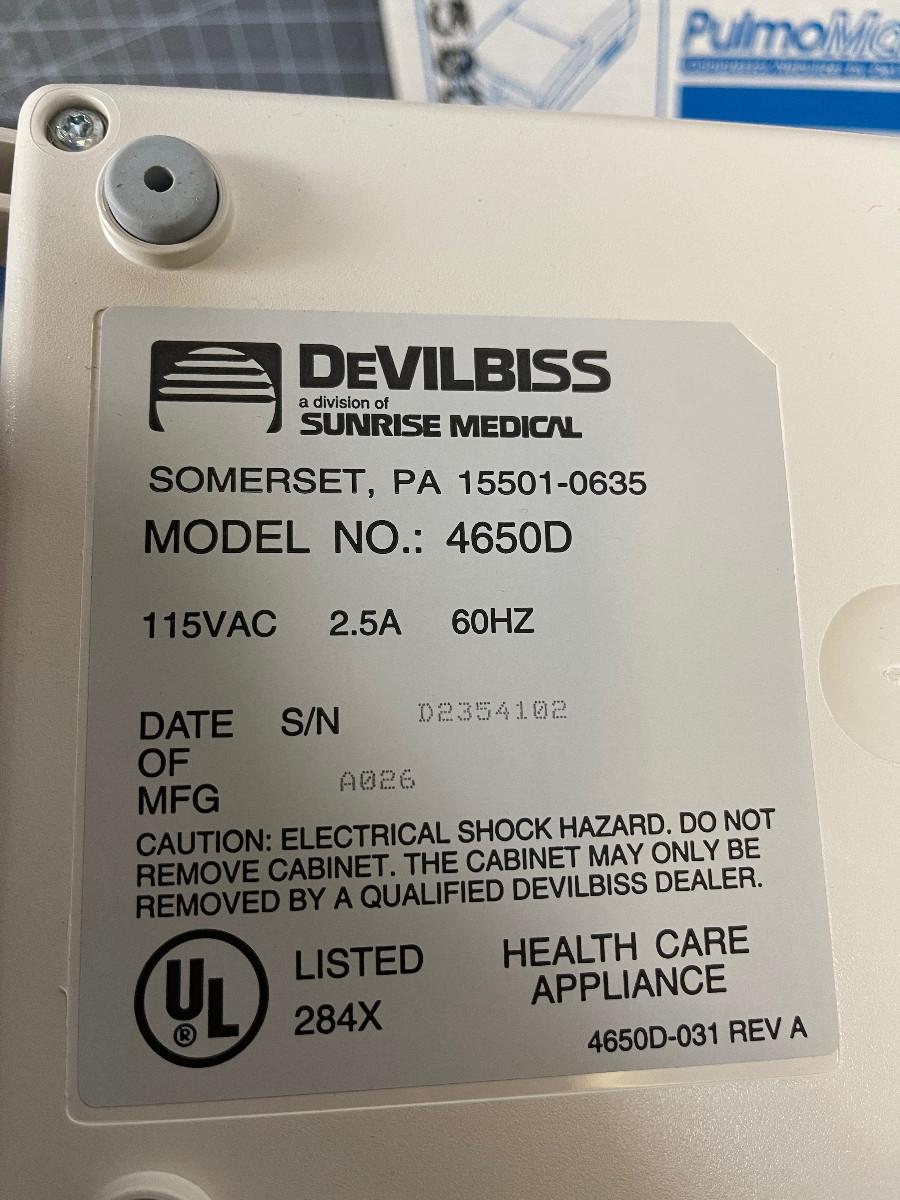 PulmoM
DEVILBISS
a division of
SUNRISE MEDICAL
SOMERSET, PA 15501-0635
MODEL NO.: 4650D
115VAC 2.5A 60HZ
DATE S/N D2354102
OF
MFG A026
CAUTION: ELECTRICAL SHOCK HAZARD. DO NOT
REMOVE CABINET. THE CABINET MAY ONLY BE
REMOVED BY A QUALIFIED DEVILBISS DEALER.
UL
®
LISTED
284X
HEALTH CARE
APPLIANCE
4650D-031 REV A